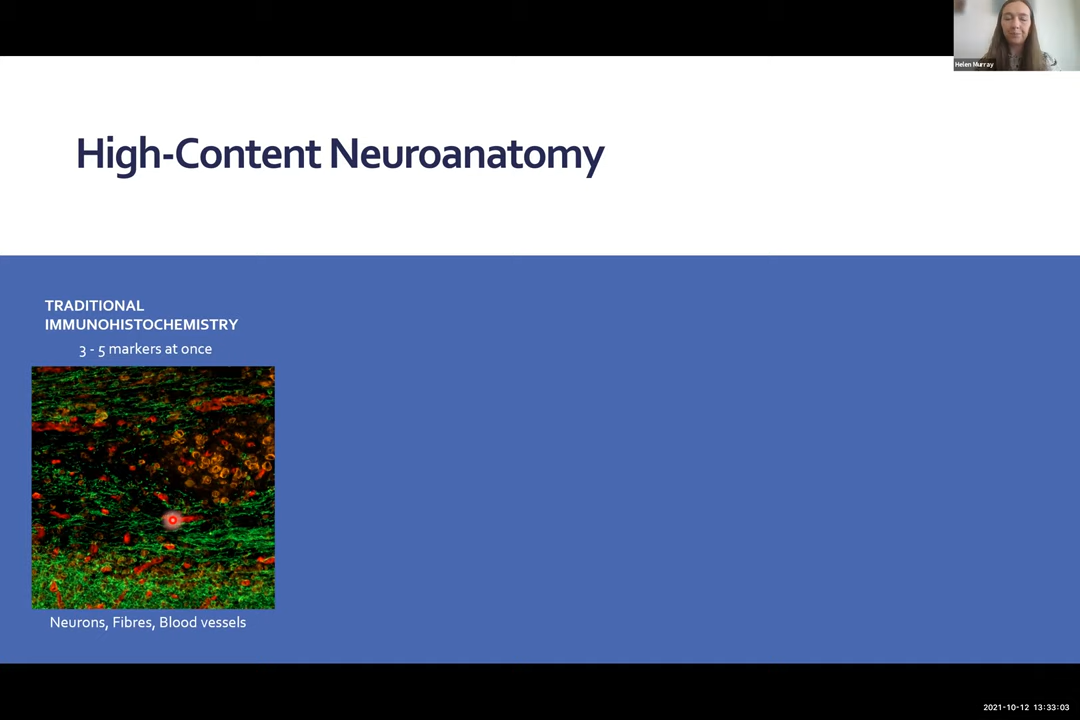 Helen Murray
High-Content Neuroanatomy
TRADITIONAL
IMMUNOHISTOCHEMISTRY
3 - 5 markers at once
Neurons, Fibres, Blood vessels
2021-10-12 13:33:03